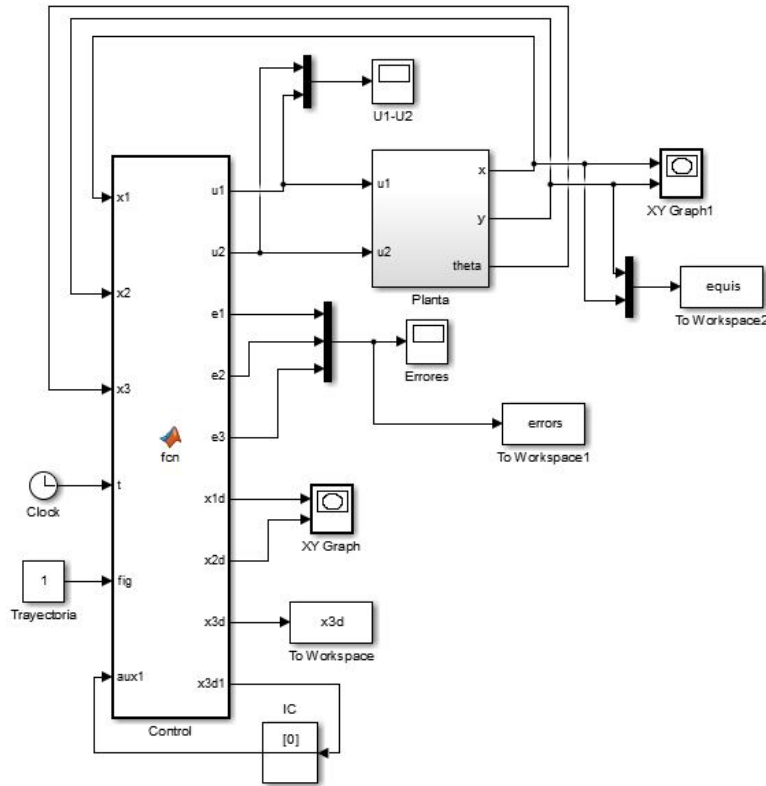 U1-U2
x1
x2
x3
t
fig
aux1
u1
u2
e1
e2
e3
x1d
x2d
x3d
x3d1
fcn
Control
u1
u2
x
y
theta
Planta
XY Graph1
equis
To Workspace2
Errores
errors
To Workspace1
Clock
XY Graph
1
Trayectoria
x3d
To Workspace
IC
[0]